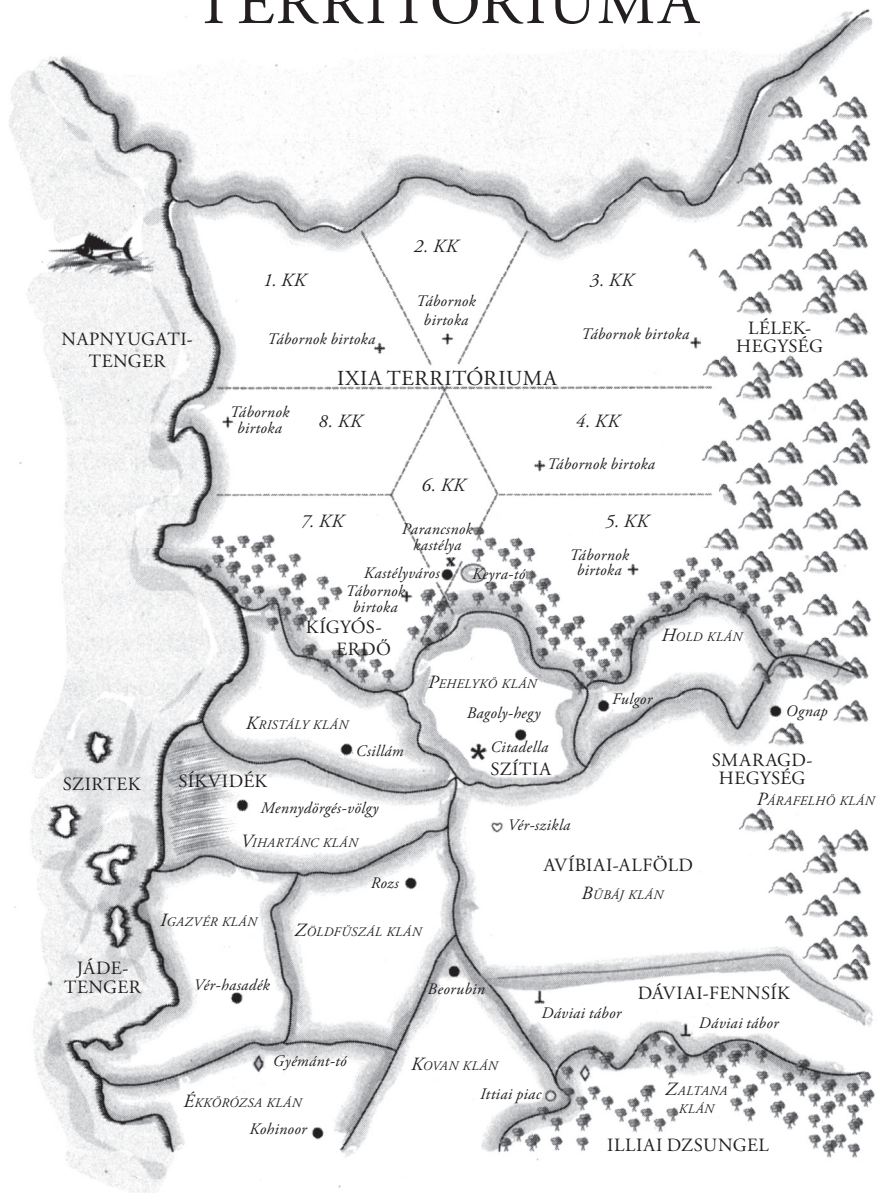 TERRITÓRIUMA
2. KK
1. KK
3. KK
Tábornok
birtoka
Tábornok birtoka
Tábornok birtoka
NAPNYUGATI-
TENGER
LÉLEK-
HEGYSÉG
IXIA TERRITÓRIUMA
Tábornok
birtoka
8. KK
4. KK
Tábornok birtoka
6. KK
7. KK
5. KK
Parancsnok
kastélya
Kastélyváros
Keyra-tó
Tábornok
birtoka
Tábornok
birtoka
KÍGYÓS-
ERDŐ
HOLD KLÁN
PEHELYKŐ KLÁN
Fulgor
Ognap
KRISTÁLY KLÁN
Bagoly-hegy
Csillám
Citadella
SZÍTIA
SMARAGD-
HEGYSÉG
SZIRTEK
SÍKVIDÉK
PÁRAFELHŐ KLÁN
Mennydörgés-völgy
Vér-szikla
VIHARTÁNC KLÁN
AVÍBIAI-ALFÖLD
Rozs
BŰBÁJ KLÁN
IGAZVÉR KLÁN
ZÖLDFŰSZÁL KLÁN
JÁDE-
TENGER
Vér-hasadék
Beorubin
DÁVIAI-FENNSÍK
Dáviai tábor
Dáviai tábor
Gyémánt-tó
KOVAN KLÁN
ÉKKŐRÓZSA KLÁN
Ittiai piac
ZALTANA
KLÁN
Kohinoor
ILLIAI DZSUNGEL